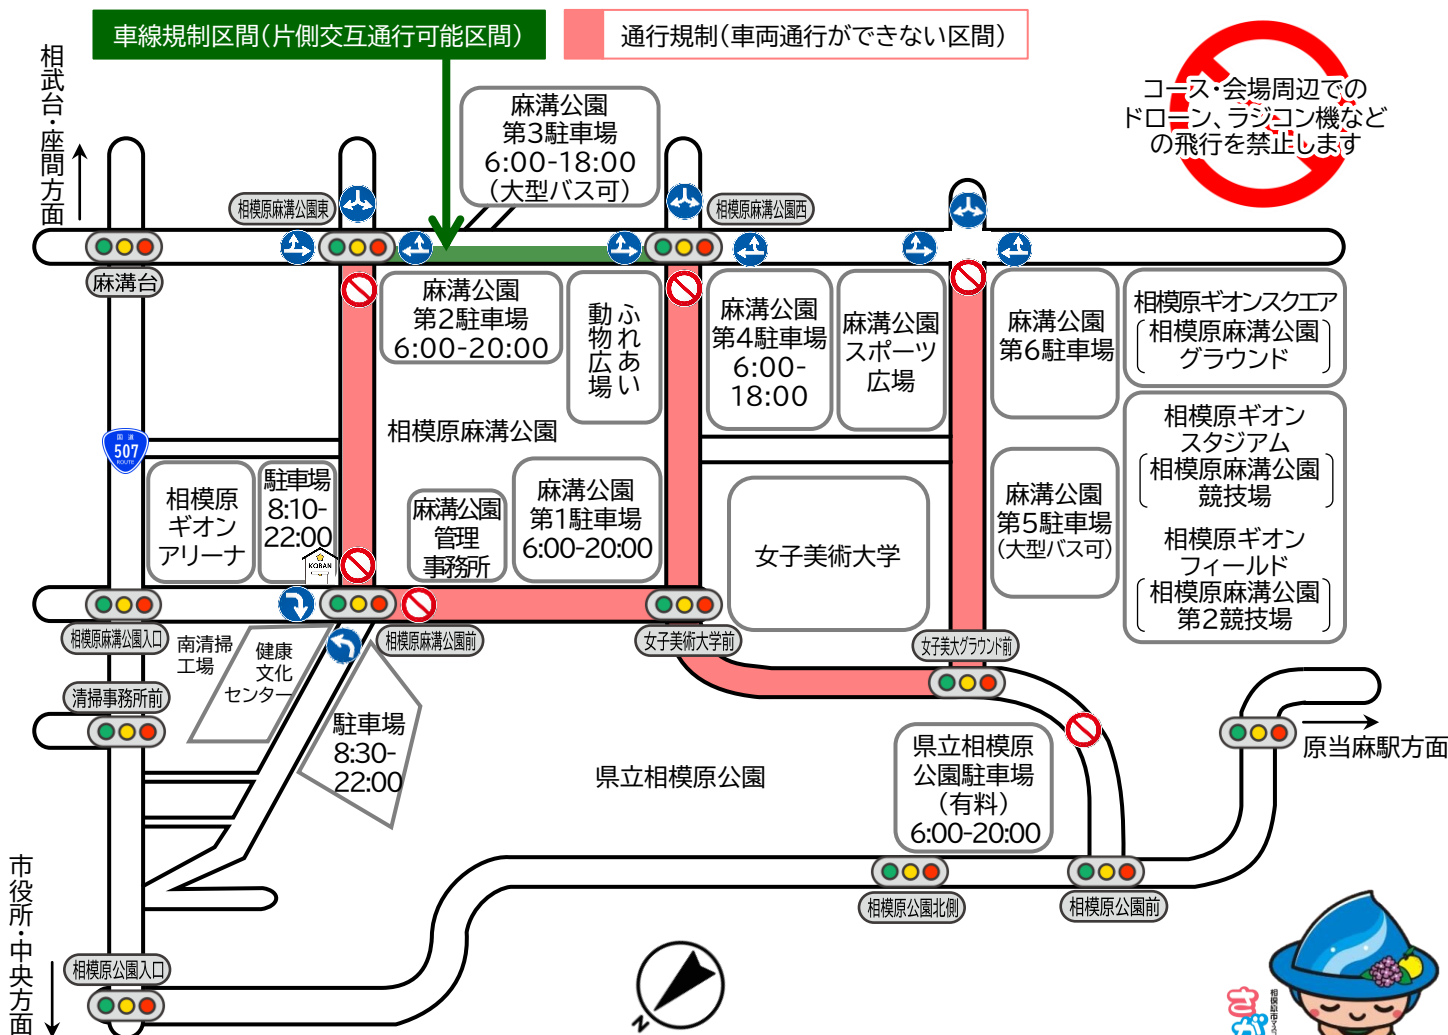 車線規制区間(片側交互通行可能区間)
通行規制(車両通行ができない区間)
コース・会場周辺での
ドローン、ラジコン機など
の飛行を禁止します
相武台・座間方面
麻溝公園
第3駐車場
6:00-18:00
(大型バス可)
相模原麻溝公園東
相模原麻溝公園西
麻溝台
麻溝公園
第2駐車場
6:00-20:00
ふれあい
動物広場
麻溝公園
第4駐車場
6:00-
18:00
麻溝公園
スポーツ
広場
麻溝公園
第6駐車場
相模原ギオンスクエア
相模原麻溝公園
グラウンド
相模原麻溝公園
国道
507
ROUTE
相模原
ギオン
アリーナ
駐車場
8:10-
22:00
KOBAN
麻溝公園
管理
事務所
麻溝公園
第1駐車場
6:00-20:00
女子美術大学
麻溝公園
第5駐車場
(大型バス可)
相模原ギオン
スタジアム
相模原麻溝公園
競技場
相模原ギオン
フィールド
相模原麻溝公園
第2競技場
相模原麻溝公園入口
南清掃
工場
健康
文化
センター
相模原麻溝公園前
女子美術大学前
女子美大グラウンド前
清掃事務所前
駐車場
8:30-
22:00
県立相模原公園
県立相模原
公園駐車場
(有料)
6:00-20:00
原当麻駅方面
市役所・中央方面
相模原公園北側
相模原公園前
相模原公園入口
N
さが